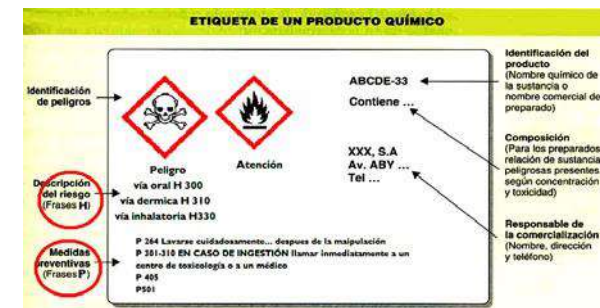 ETIQUETA DE UN PRODUCTO QUÍMICO
Identificación
de peligros
Peligro
Atención
vía oral H 300
vía dermica H 310
vía inhalatoria H330
Descripción
del riesgo
(Frases H)
Medidas
preventivas
(Frases P)
P 264 Lavarse cuidadosamente... despues de la maipulación
P 301-310 EN CASO DE INGESTIÓN llamar inmediatamente a un
centro de toxicología o a un médico
P 405
P501
ABCDE-33
Contiene ...
XXX, S.A
Av. ABY ...
Tel ...
Identificación del
producto
(Nombre químico de
la sustancia o
nombre comercial de
preparado)
Composición
(Para los preparados
relación de sustancia
peligrosas presentes
según concentración
y toxicidad)
Responsable de
la comercialización
(Nombre, dirección
y teléfono)